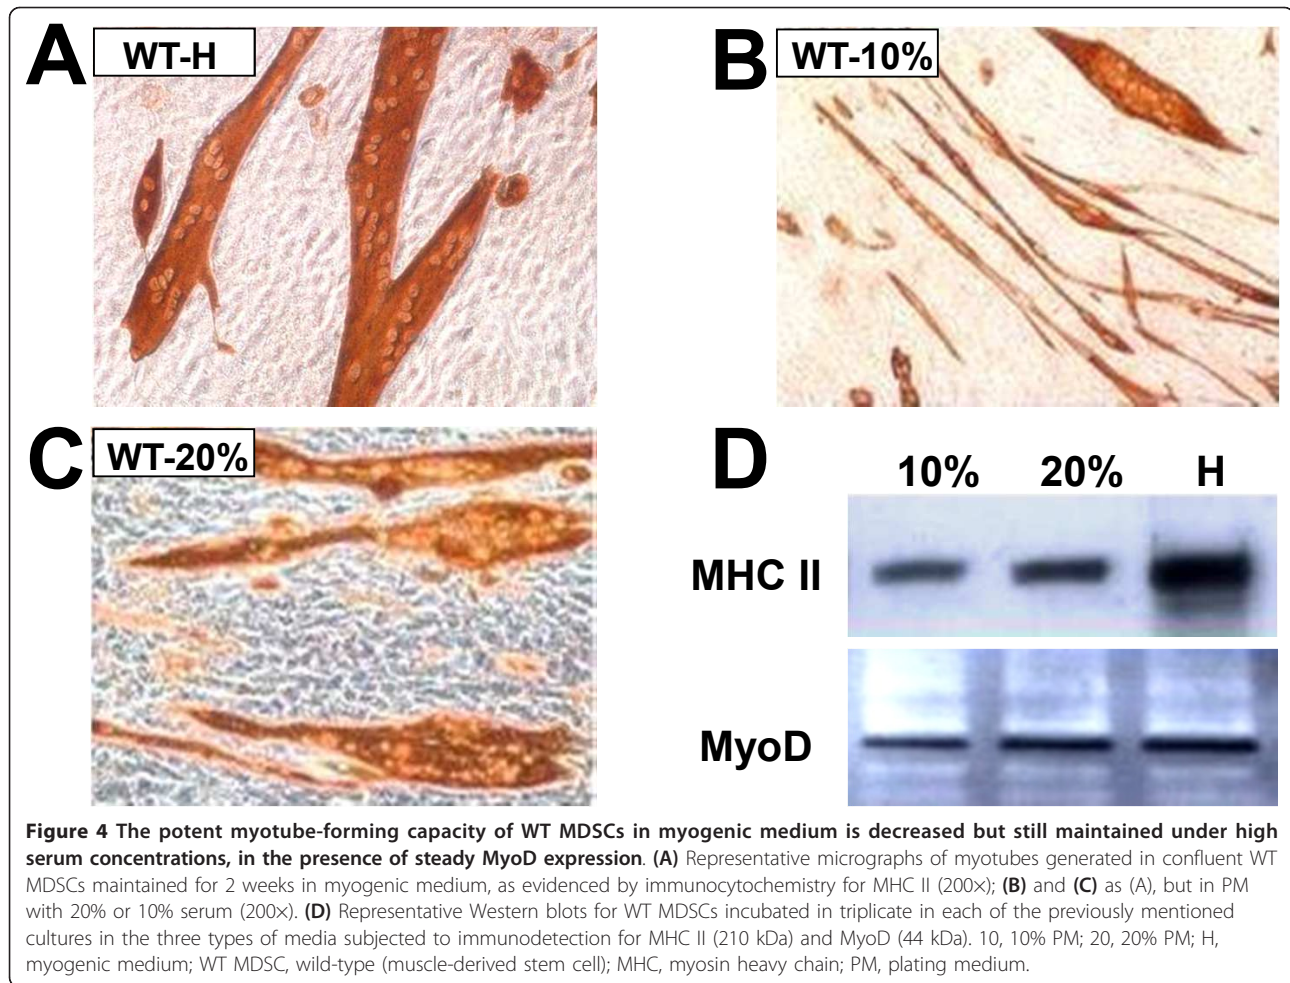 A
WT-H
B
WT-10%
C
WT-20%
D
10% 20% H
MHC II
MyoD
Figure 4 The potent myotube-forming capacity of WT MDSCs in myogenic medium is decreased but still maintained under high
serum concentrations, in the presence of steady MyoD expression. (A) Representative micrographs of myotubes generated in confluent WT
MDSCs maintained for 2 weeks in myogenic medium, as evidenced by immunocytochemistry for MHC II (200×); (B) and (C) as (A), but in PM
with 20% or 10% serum (200×). (D) Representative Western blots for WT MDSCs incubated in triplicate in each of the previously mentioned
cultures in the three types of media subjected to immunodetection for MHC II (210 kDa) and MyoD (44 kDa). 10, 10% PM; 20, 20% PM; H,
myogenic medium; WT MDSC, wild-type (muscle-derived stem cell); MHC, myosin heavy chain; PM, plating medium.